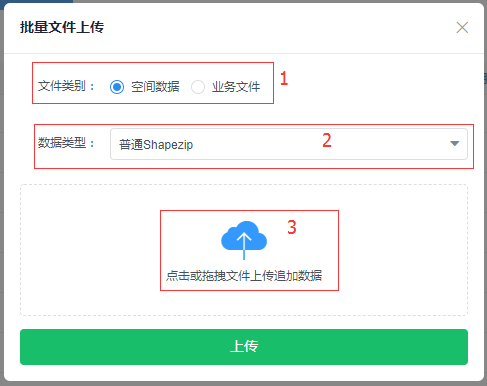 批量文件上传
文件类别： 空间数据 业务文件 1
数据类型： 普通Shapezip 2
3
点击或拖拽文件上传追加数据
上传